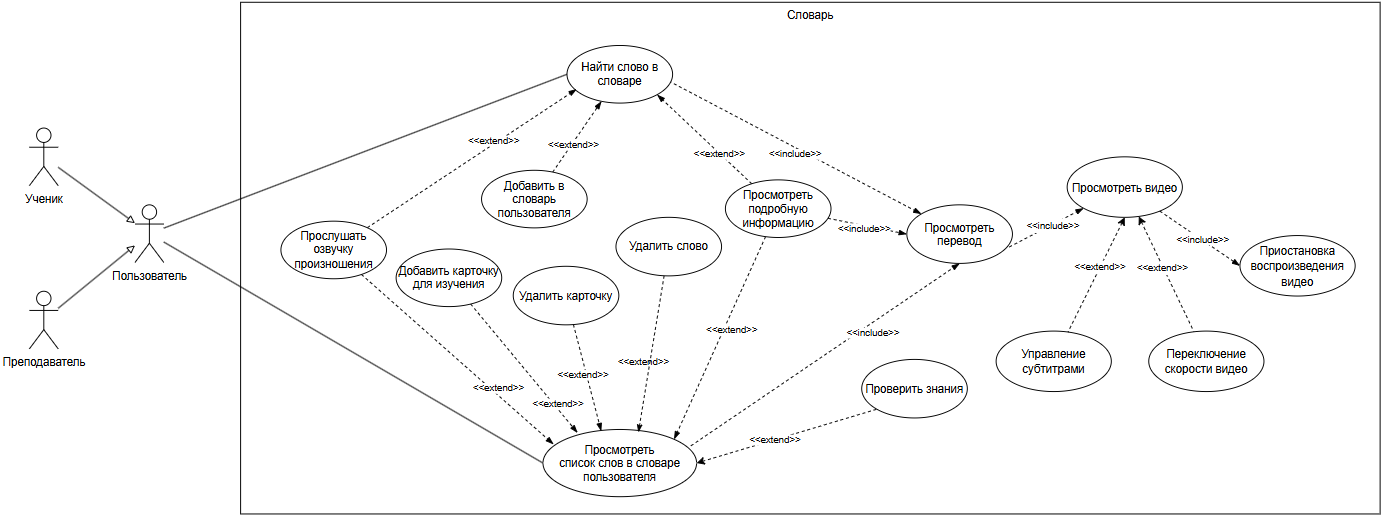 Словарь
Найти слово в
словаре
<<extend>>
<<extend>>
<<extend>>
<<include>>
Ученик
Добавить в
словарь
пользователя
Просмотреть
подробную
информацию
Просмотреть видео
Пользователь
Прослушать
озвучку
произношения
Удалить слово
<<include>>
Просмотреть
перевод
<<include>>
<<include>>
Приостановка
воспроизведения
видео
Добавить карточку
для изучения
Удалить карточку
<<extend>>
<<extend>>
Преподаватель
<<extend>>
<<include>>
Управление
субтитрами
Переключение
скорости видео
<<extend>>
<<extend>>
<<extend>>
<<extend>>
Проверить знания
<<extend>>
Просмотреть
список слов в словаре
пользователя